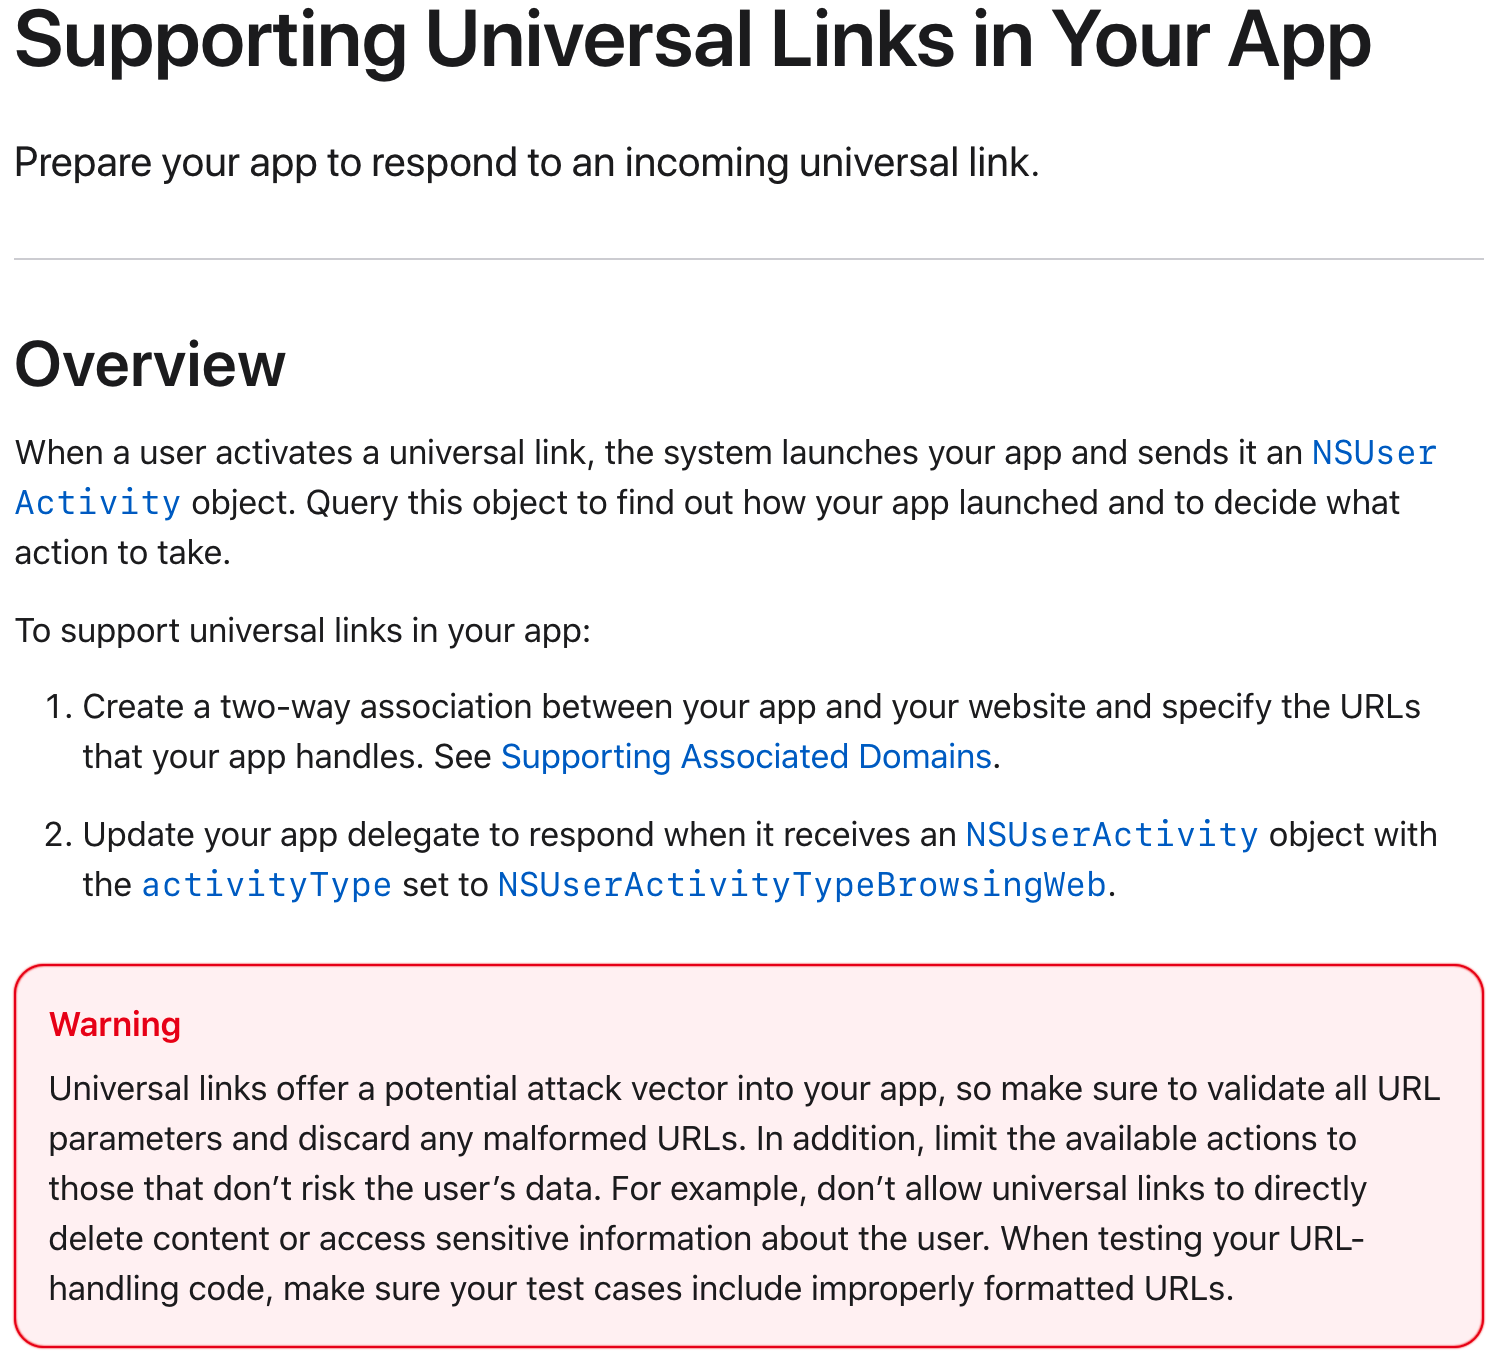 Supporting Universal Links in Your App
Prepare your app to respond to an incoming universal link.
Overview
When a user activates a universal link, the system launches your app and sends it an NSUser
Activity object. Query this object to find out how your app launched and to decide what
action to take.
To support universal links in your app:
1. Create a two-way association between your app and your website and specify the URLs
that your app handles. See Supporting Associated Domains.
2. Update your app delegate to respond when it receives an NSUserActivity object with
the activityType set to NSUserActivityTypeBrowsingWeb.
Warning
Universal links offer a potential attack vector into your app, so make sure to validate all URL
parameters and discard any malformed URLs. In addition, limit the available actions to
those that don’t risk the user’s data. For example, don’t allow universal links to directly
delete content or access sensitive information about the user. When testing your URL-
handling code, make sure your test cases include improperly formatted URLs.